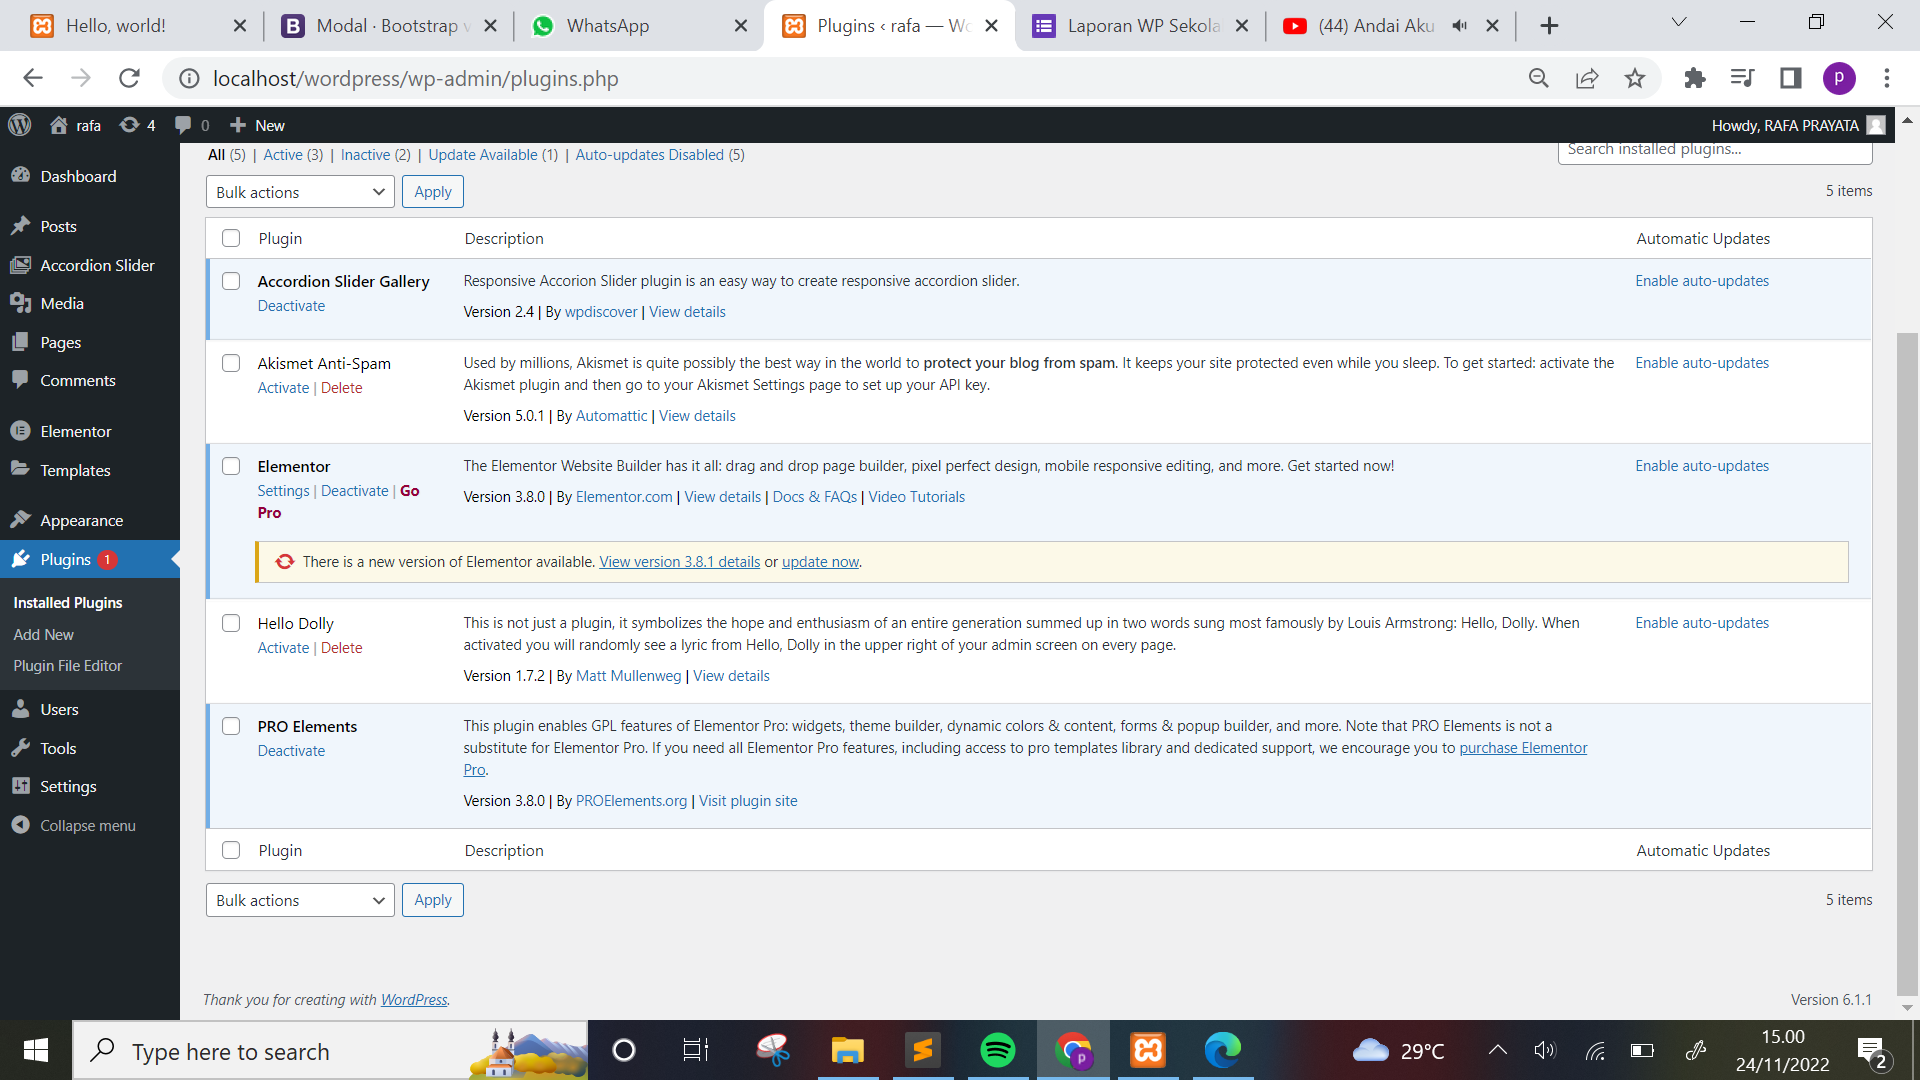 Hello, world!
Modal · Bootstrap v
WhatsApp
Plugins ‹ rafa — Wo
Laporan WP Sekola
(44) Andai Aku
localhost/wordpress/wp-admin/plugins.php
p
rafa
4
0
New
Howdy, RAFA PRAYATA
All (5) | Active (3) | Inactive (2) | Update Available (1) | Auto-updates Disabled (5)
Search installed plugins...
Bulk actions
Apply
5 items
Dashboard
Posts
Accordion Slider
Media
Pages
Comments
Elementor
Templates
Appearance
Plugins 1
Installed Plugins
Add New
Plugin File Editor
Users
Tools
Settings
Collapse menu
Plugin Description Automatic Updates
Accordion Slider Gallery
Deactivate
Responsive Accorion Slider plugin is an easy way to create responsive accordion slider.
Version 2.4 | By wpdiscover | View details
Enable auto-updates
Akismet Anti-Spam
Activate | Delete
Used by millions, Akismet is quite possibly the best way in the world to protect your blog from spam. It keeps your site protected even while you sleep. To get started: activate the
Akismet plugin and then go to your Akismet Settings page to set up your API key.
Version 5.0.1 | By Automattic | View details
Enable auto-updates
Elementor
Settings | Deactivate | Go
Pro
The Elementor Website Builder has it all: drag and drop page builder, pixel perfect design, mobile responsive editing, and more. Get started now!
Version 3.8.0 | By Elementor.com | View details | Docs & FAQs | Video Tutorials
Enable auto-updates
There is a new version of Elementor available. View version 3.8.1 details or update now.
Hello Dolly
Activate | Delete
This is not just a plugin, it symbolizes the hope and enthusiasm of an entire generation summed up in two words sung most famously by Louis Armstrong: Hello, Dolly. When
activated you will randomly see a lyric from Hello, Dolly in the upper right of your admin screen on every page.
Version 1.7.2 | By Matt Mullenweg | View details
Enable auto-updates
PRO Elements
Deactivate
This plugin enables GPL features of Elementor Pro: widgets, theme builder, dynamic colors & content, forms & popup builder, and more. Note that PRO Elements is not a
substitute for Elementor Pro. If you need all Elementor Pro features, including access to pro templates library and dedicated support, we encourage you to purchase Elementor
Pro.
Version 3.8.0 | By PROElements.org | Visit plugin site
Plugin Description Automatic Updates
Bulk actions
Apply
5 items
Thank you for creating with WordPress.
Version 6.1.1
Type here to search
p
29°C
15.00
24/11/2022
2